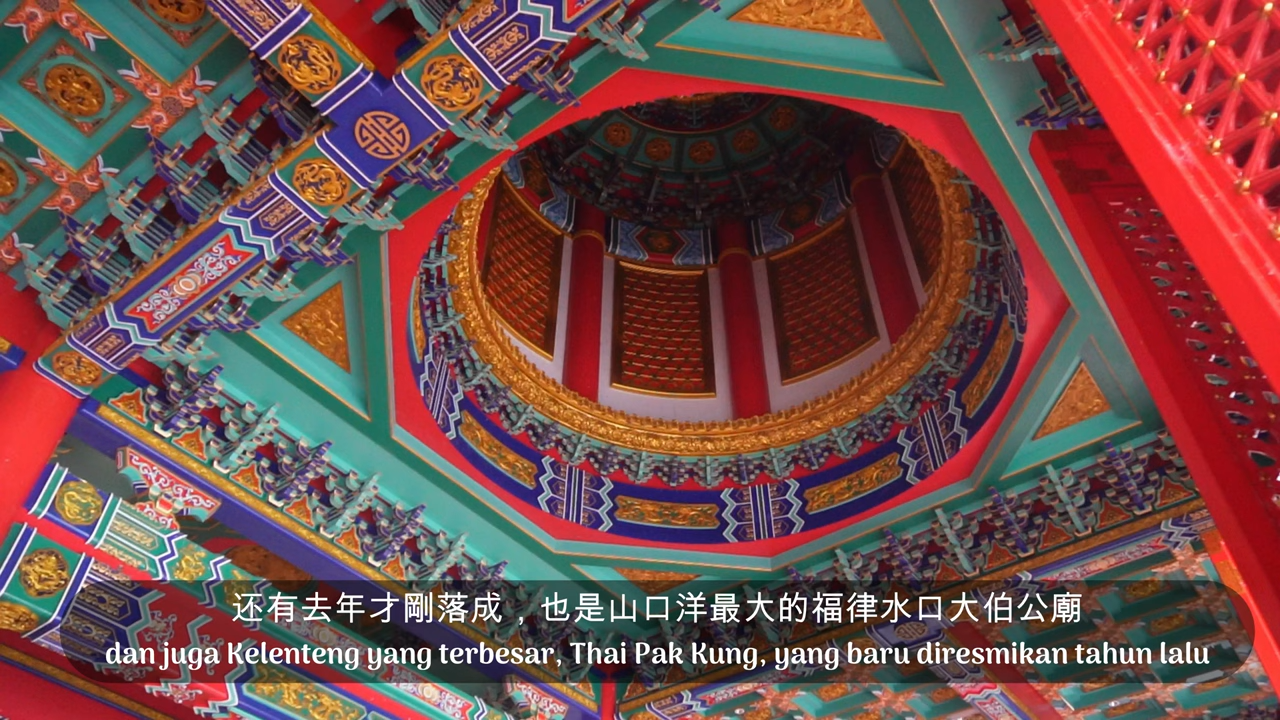 还有去年才剛落成，也是山口洋最大的福律水口大伯公廟
dan juga Kelenteng yang terbesar, Thai Pak Kung, yang baru diresmikan tahun lalu